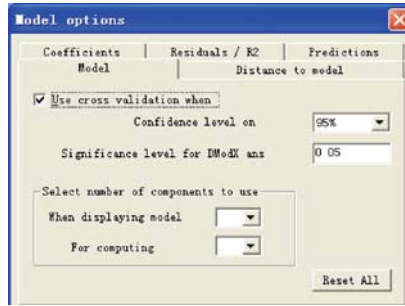 Model options
Coefficients Residuals / R2 Predictions
Model Distance to model
Use cross validation when
Confidence level on 95%
Significance level for DModX ans 0 05
Select number of components to use
When displaying model
For computing
Reset All